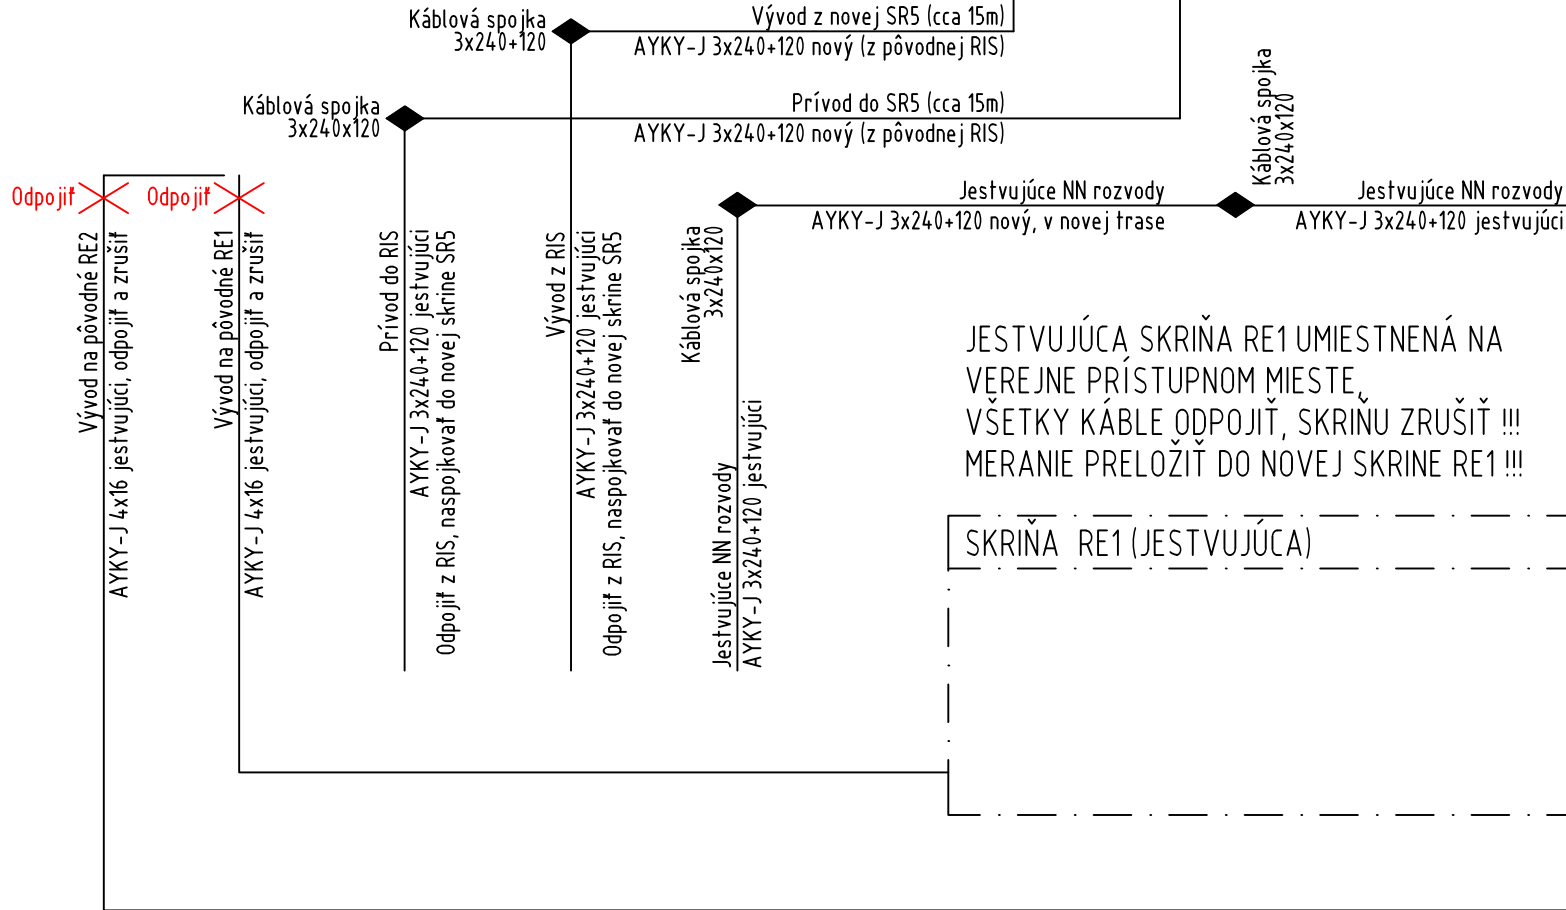 Káblová spojka
3x240+120
Vývod z novej SR5 (cca 15m)
AYKY-J 3x240+120 nový (z pôvodnej RIS)
Káblová spojka
3x240x120
Prívod do SR5 (cca 15m)
AYKY-J 3x240+120 nový (z pôvodnej RIS)
Káblová spojka
3x240x120
Odpojiť
Odpojiť
Jestvujúce NN rozvody
AYKY-J 3x240+120 nový, v novej trase
Jestvujúce NN rozvody
AYKY-J 3x240+120 jestvujúci
Vývod na pôvodné RE2
AYKY-J 4x16 jestvujúci, odpojiť a zrušiť
Vývod na pôvodné RE1
AYKY-J 4x16 jestvujúci, odpojiť a zrušiť
Prívod do RIS
AYKY-J 3x240+120 jestvujúci
Odpojiť z RIS, naspojkovať do novej skrine SR5
Vývod z RIS
AYKY-J 3x240+120 jestvujúci
Odpojiť z RIS, naspojkovať do novej skrine SR5
Káblová spojka
3x240x120
Jestvujúce NN rozvody
AYKY-J 3x240+120 jestvujúci
JESTVUJÚCA SKRIŇA RE1 UMIESTNENÁ NA
VEREJNE PRÍSTUPNOM MIESTE,
VŠETKY KÁBLE ODPOJIŤ, SKRIŇU ZRUŠIŤ !!!
MERANIE PRELOŽIŤ DO NOVEJ SKRINE RE1 !!!
SKRIŇA RE1 (JESTVUJÚCA)